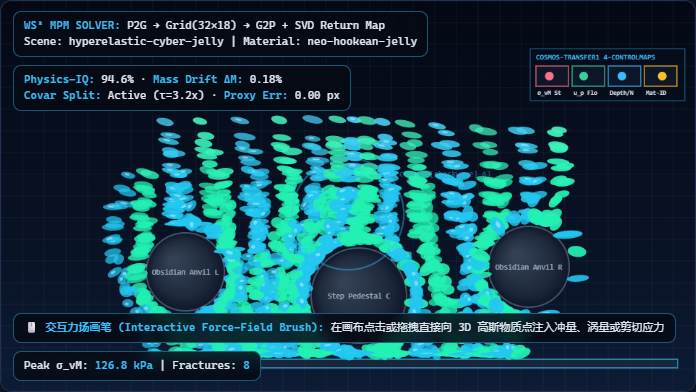 WS⁴ MPM SOLVER: P2G → Grid(32×18) → G2P + SVD Return Map
Scene: hyperelastic-cyber-jelly | Material: neo-hookean-jelly
Physics-IQ: 94.6% · Mass Drift ΔM: 0.18%
Covar Split: Active (τ=3.2x) · Proxy Err: 0.00 px
COSMOS-TRANSFER1 4-CONTROLMAPS
σ_vM St u_p Flo Depth/N Mat-ID
Obsidian Anvil L
Obsidian Anvil R
Step Pedestal C
交互力场画笔 (Interactive Force-Field Brush): 在画布点击或拖拽直接向 3D 高斯物质点注入冲量、涡量或剪切应力
Peak σ_vM: 126.8 kPa | Fractures: 8